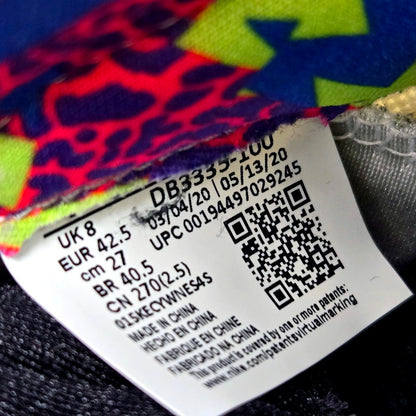 DB3335-100
03/04/20 | 05/13/20
UPC 00194497029245
UK 8
EUR 42.5
cm 27
BR 40.5
CN 270(2.5)
015KECYWNES4S
MADE IN CHINA
HECHO EN CHINA
FABRIQUE EN CHINE
FABRICADO NA CHINA
This product is covered by one or more patents:
www.nike.com/patentsvirtualmarking